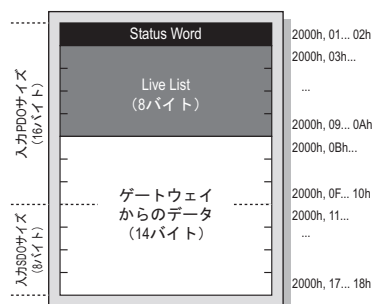 Status Word
Live List
(8バイト)
ゲートウェイ
からのデータ
(14バイト)
入力PDOサイズ
(16バイト)
入力SDOサイズ
(8バイト)
2000h, 01... 02h
2000h, 03h...
...
2000h, 09... 0Ah
2000h, 0Bh...
2000h, 0F... 10h
2000h, 11...
...
2000h, 17... 18h